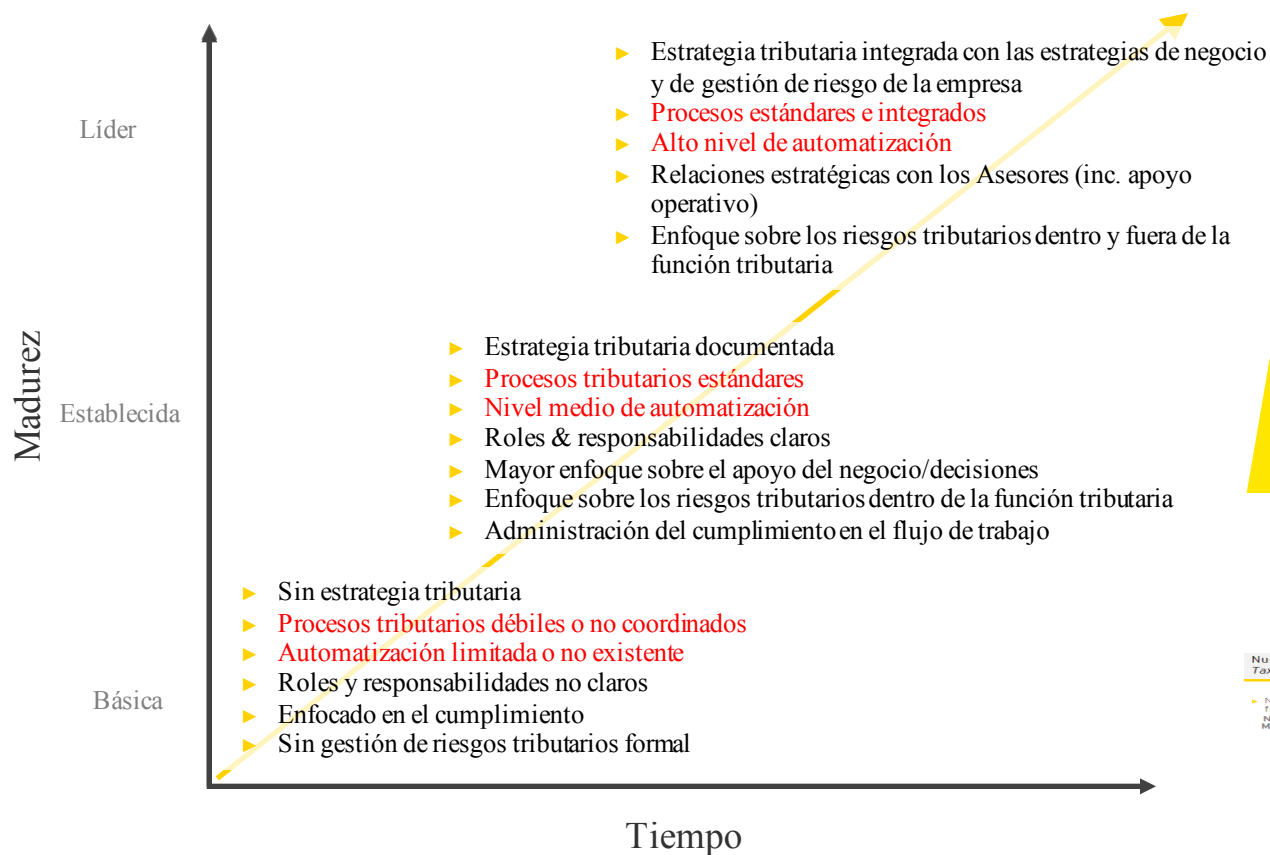 Líder
► Estrategia tributaria integrada con las estrategias de negocio
y de gestión de riesgo de la empresa
► Procesos estándares e integrados
► Alto nivel de automatización
► Relaciones estratégicas con los Asesores (inc. apoyo
operativo)
► Enfoque sobre los riesgos tributarios dentro y fuera de la
función tributaria
Madurez
Establecida
► Estrategia tributaria documentada
► Procesos tributarios estándares
► Nivel medio de automatización
► Roles & responsabilidades claros
► Mayor enfoque sobre el apoyo del negocio/decisiones
► Enfoque sobre los riesgos tributarios dentro de la función tributaria
► Administración del cumplimiento en el flujo de trabajo
Básica
► Sin estrategia tributaria
► Procesos tributarios débiles o no coordinados
► Automatización limitada o no existente
► Roles y responsabilidades no claros
► Enfocado en el cumplimiento
► Sin gestión de riesgos tributarios formal
Tiempo